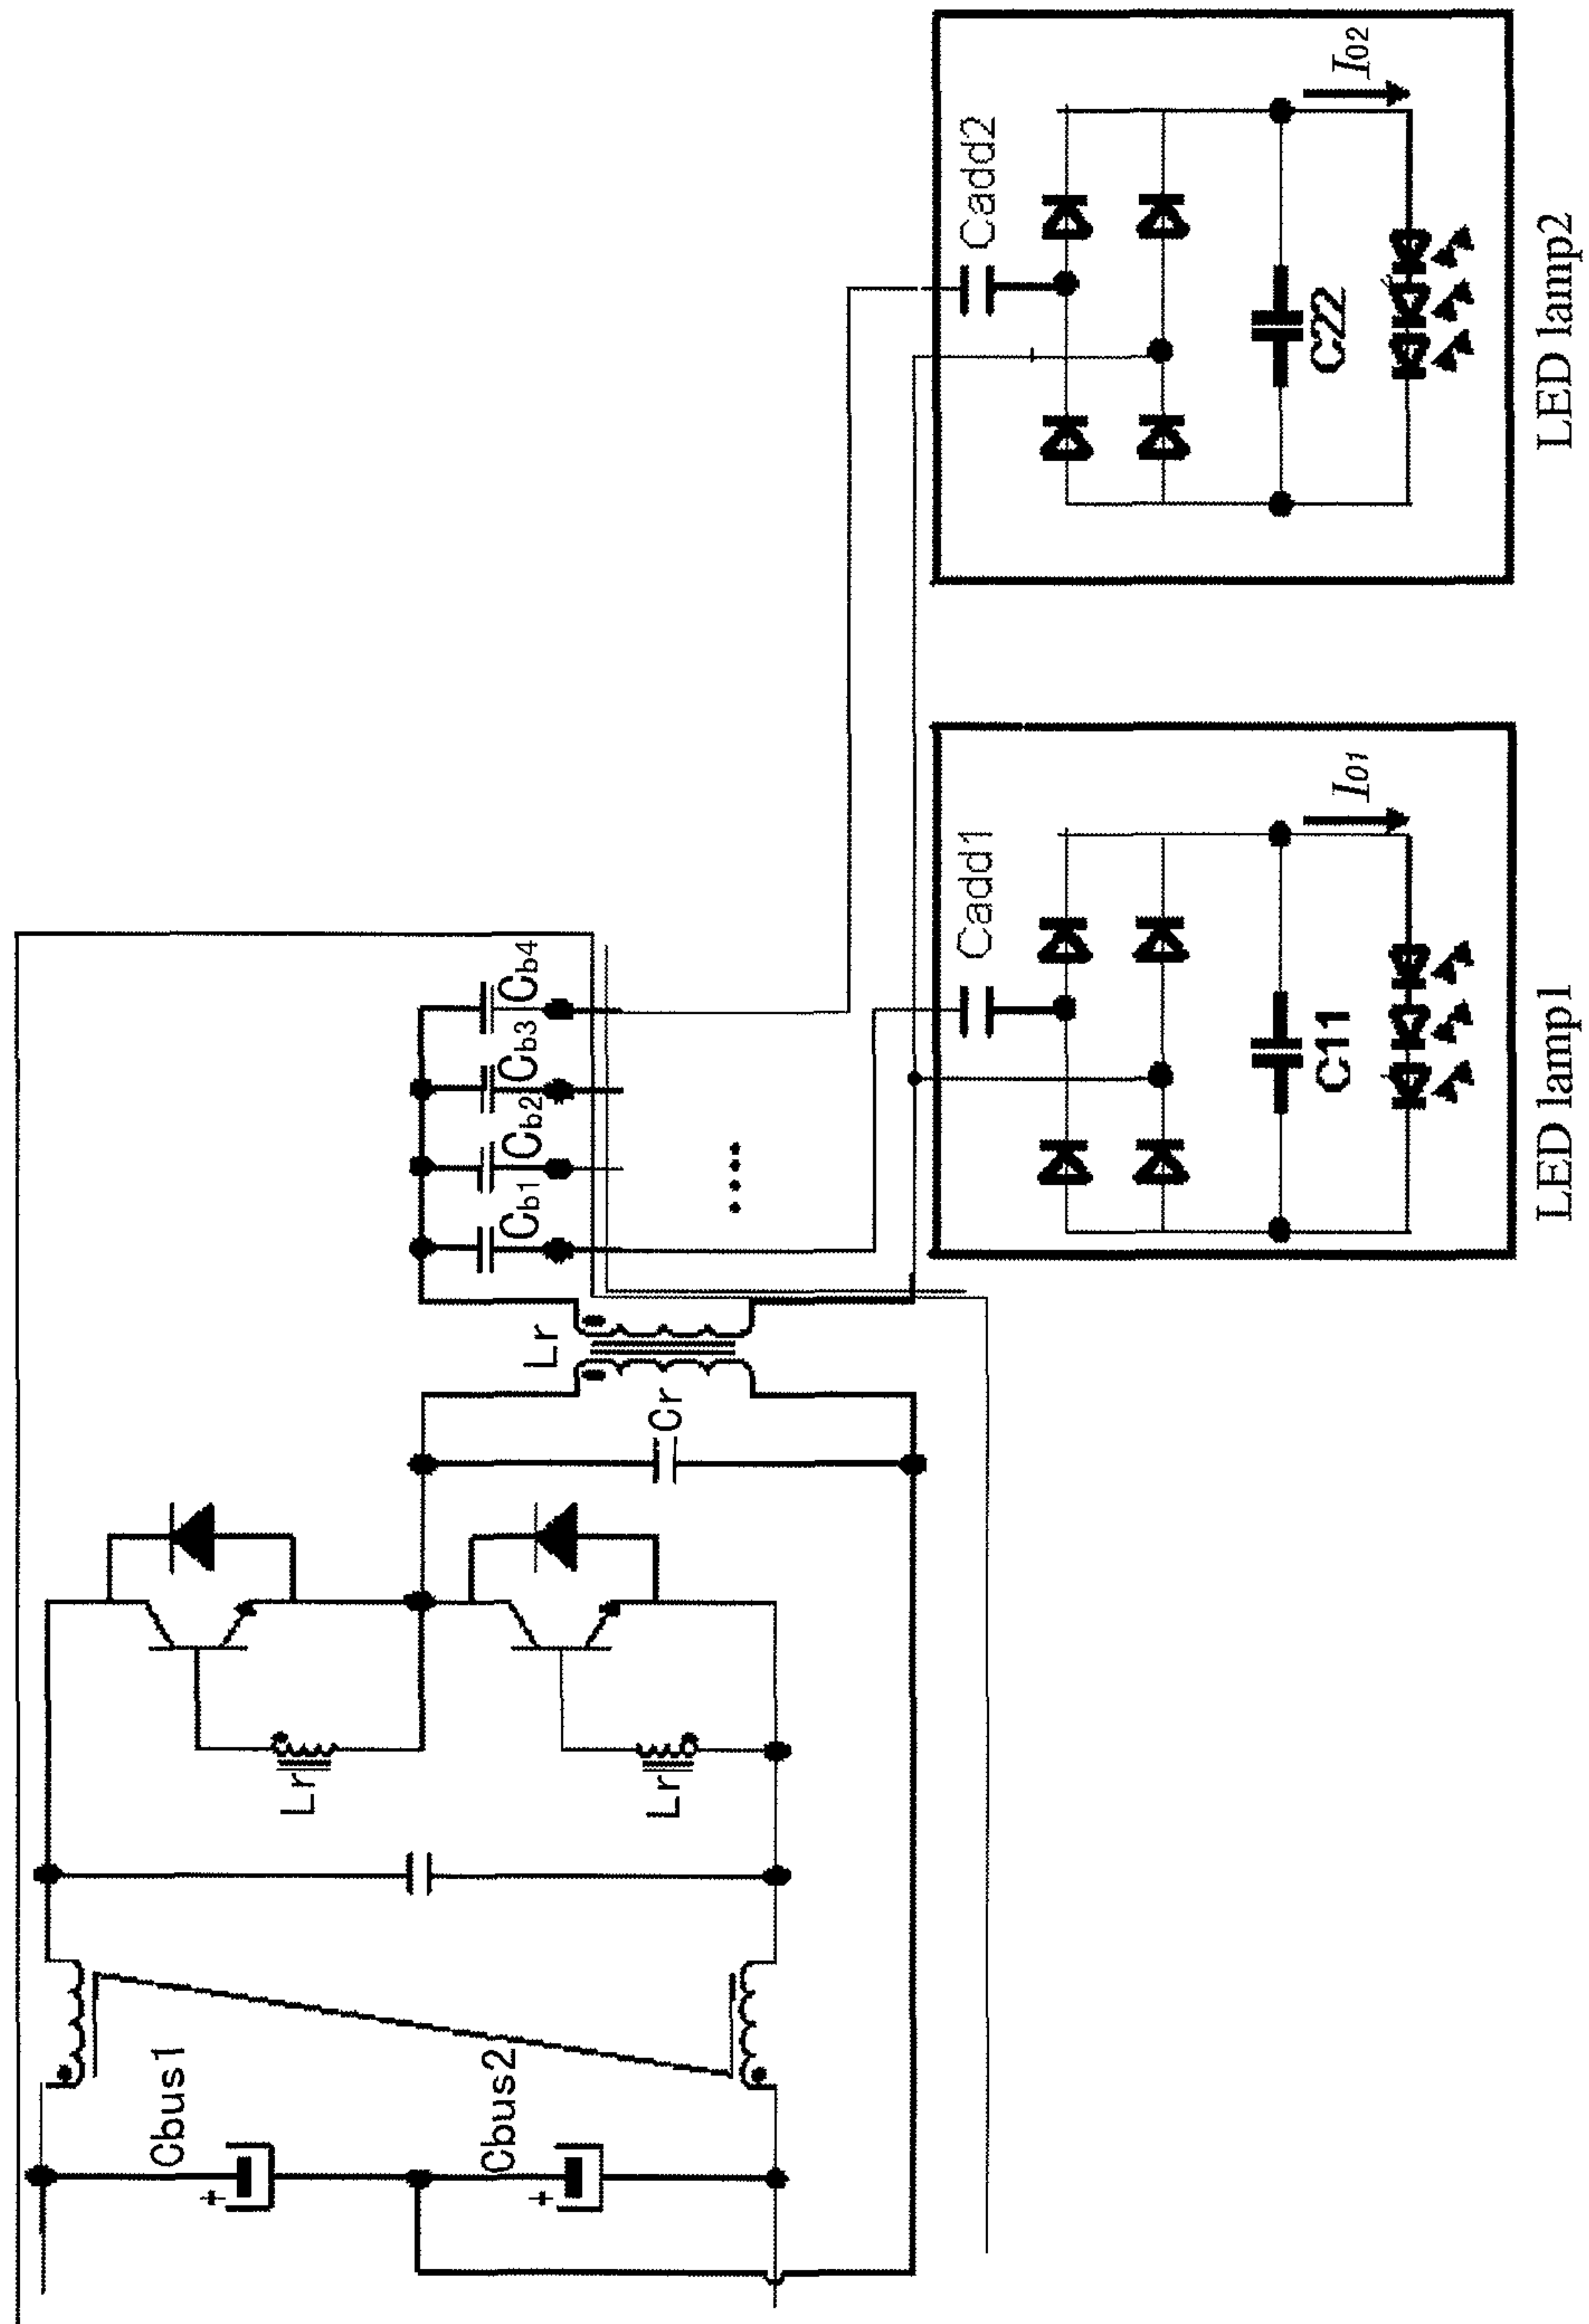 Cbus1
Cbus2
Lr
Lr
Cr
Lr
Cb1
Cb2
Cb3
Cb4
Cadd1
C11
I01
LED lamp1
Cadd2
C22
I02
LED lamp2